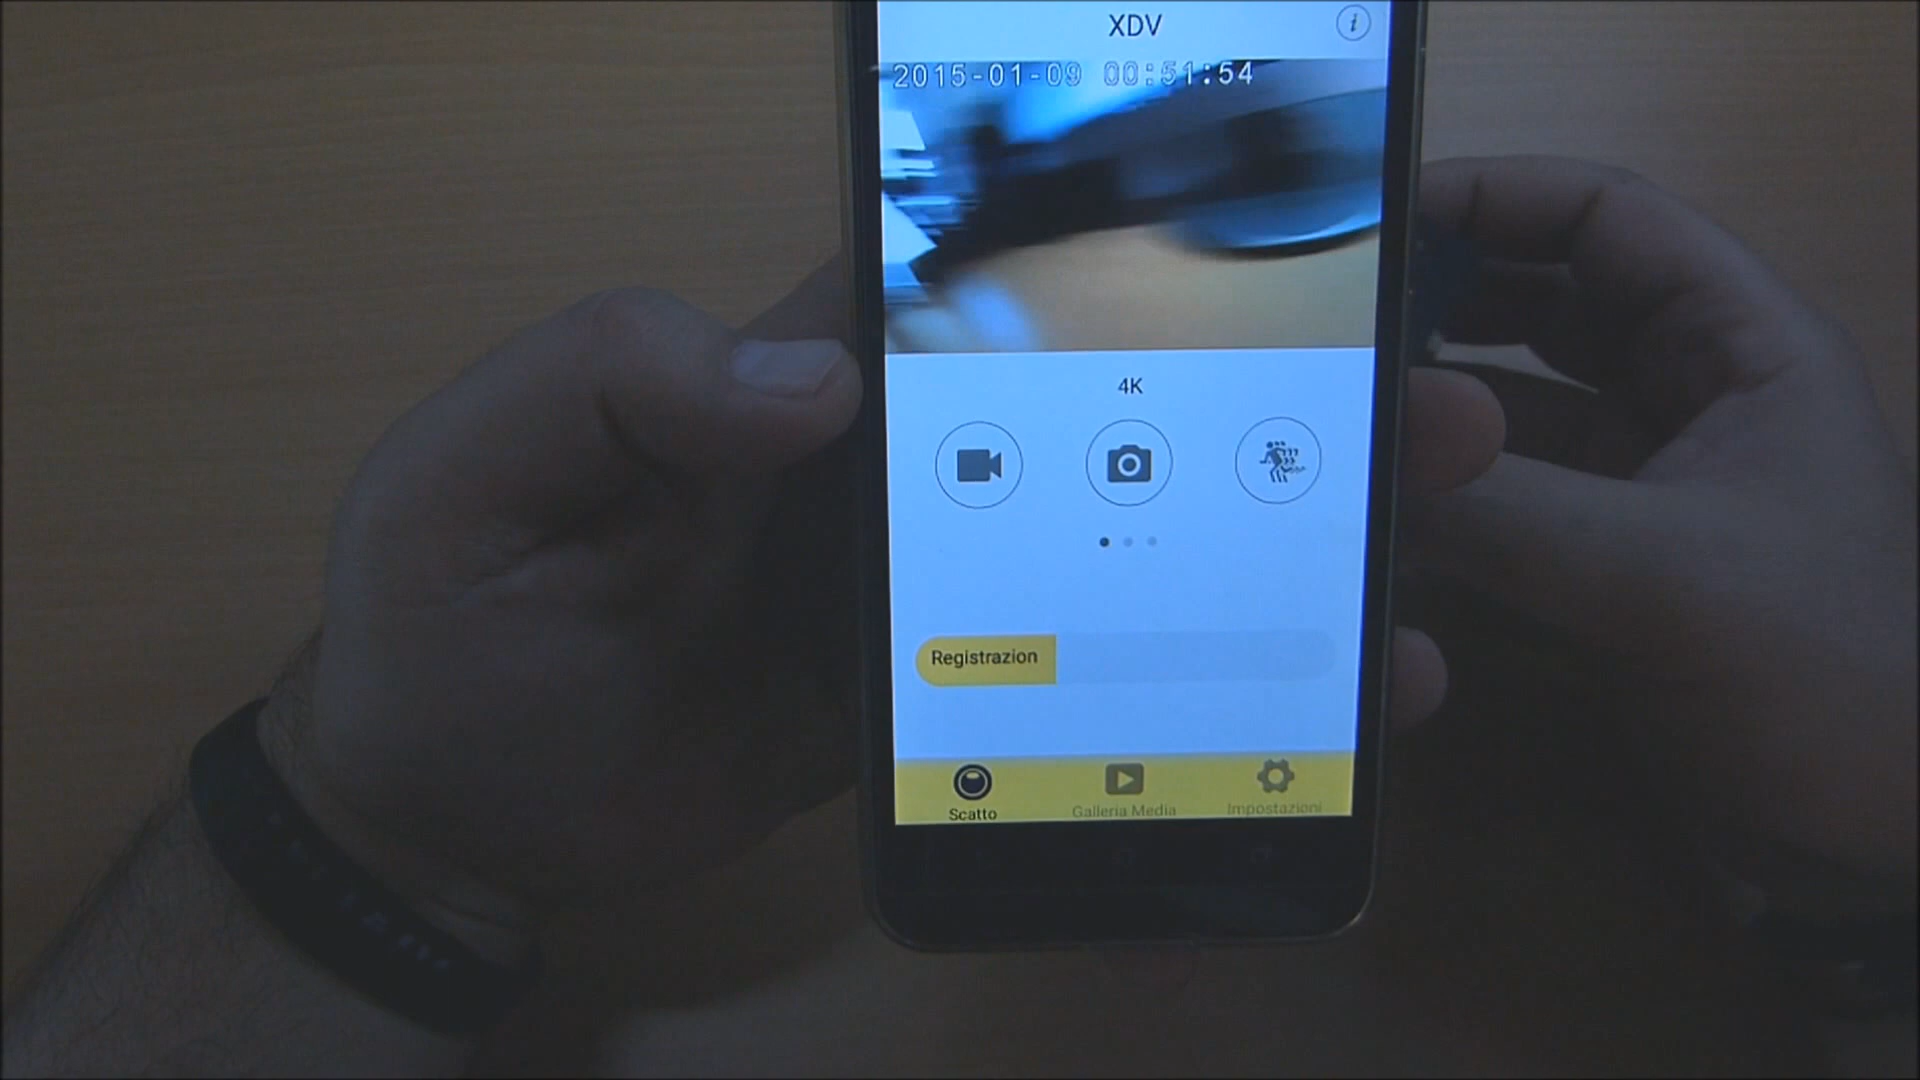 XDV
i
2015-01-09 00:51:54
4K
Registrazion
Scatto
Galleria Media
Impostazioni